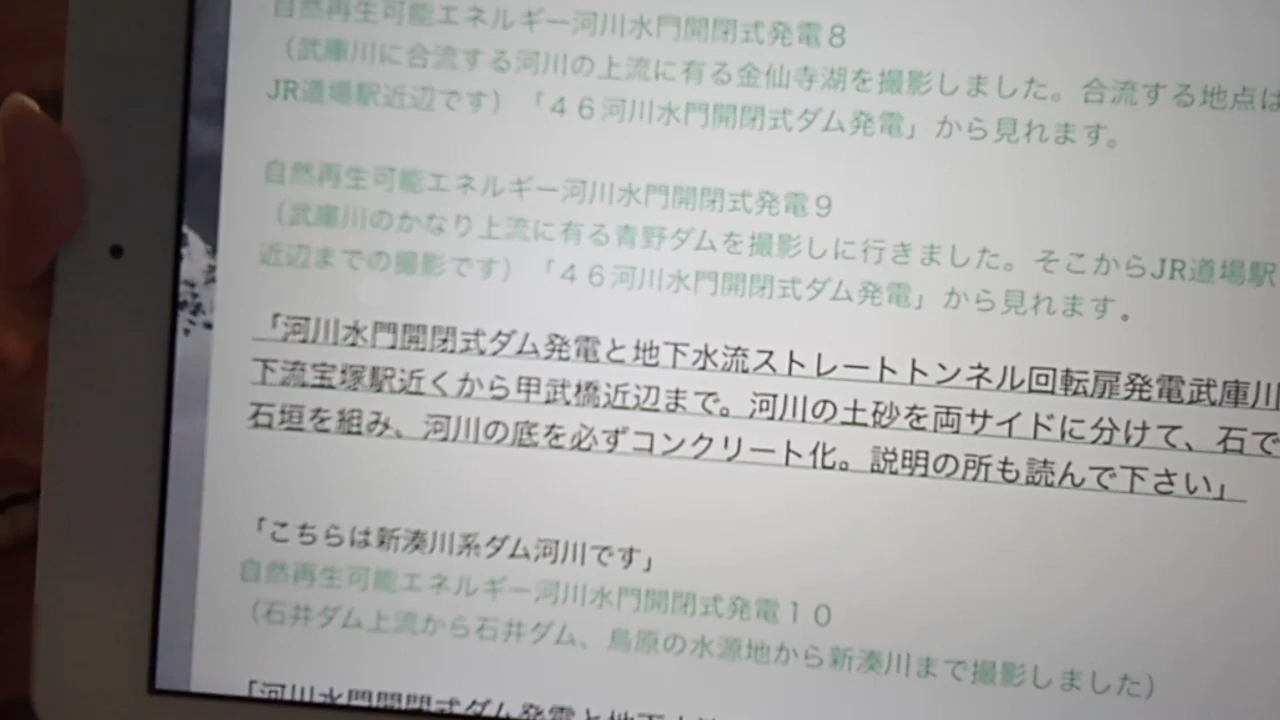 自然再生可能エネルギー河川水門開閉式発電８
（武庫川に合流する河川の上流に有る金仙寺湖を撮影しました。合流する地点は
JR道場駅近辺です）「４６河川水門開閉式ダム発電」から見れます。
自然再生可能エネルギー河川水門開閉式発電９
（武庫川のかなり上流に有る青野ダムを撮影しに行きました。そこからJR道場駅
近辺までの撮影です）「４６河川水門開閉式ダム発電」から見れます．
「河川水門開閉式ダム発電と地下水流ストレートトンネル回転扉発電武庫川
下流宝塚駅近くから甲武橋近辺まで。河川の土砂を両サイドに分けて、石で
石垣を組み、河川の底を必ずコンクリート化。説明の所も読んで下さい」
「こちらは新湊川系ダム河川です」
自然再生可能エネルギー河川水門開閉式発電１０
（石井ダム上流から石井ダム、烏原の水源地から新湊川まで撮影しました）
「河川水門開閉式ダム発電と地下水